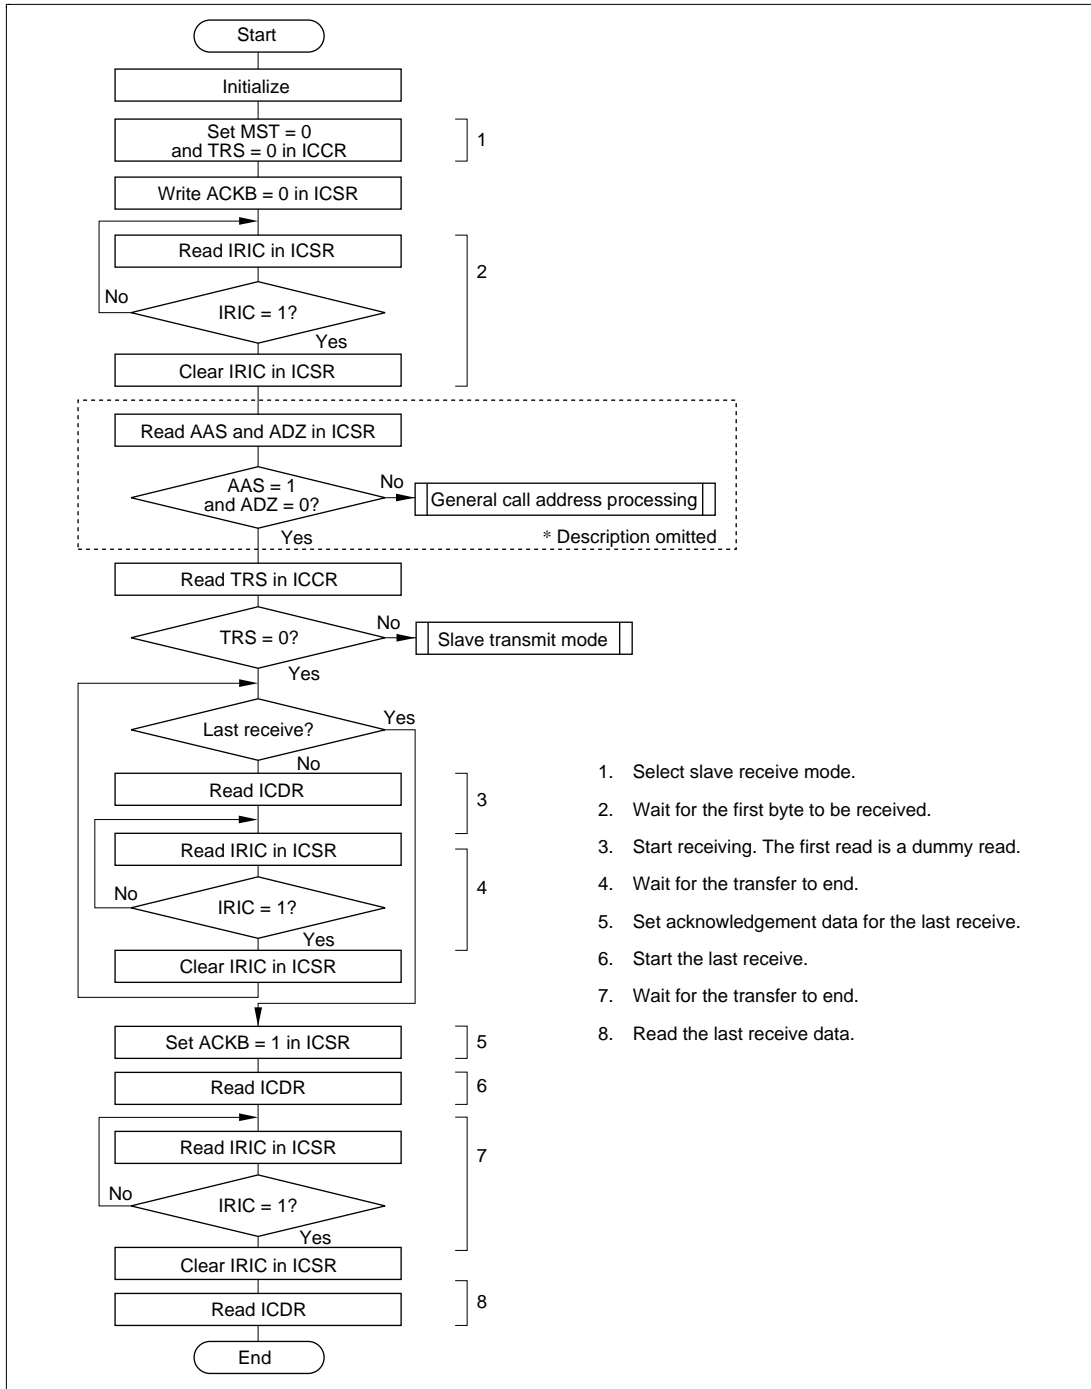 Start
Initialize
Set MST = 0
and TRS = 0 in ICCR
1
Write ACKB = 0 in ICSR
Read IRIC in ICSR
2
No
IRIC = 1?
Yes
Clear IRIC in ICSR
Read AAS and ADZ in ICSR
AAS = 1
and ADZ = 0?
No
General call address processing
Yes
* Description omitted
Read TRS in ICCR
TRS = 0?
No
Slave transmit mode
Yes
Last receive?
Yes
No
Read ICDR
3
Read IRIC in ICSR
4
No
IRIC = 1?
Yes
Clear IRIC in ICSR
Set ACKB = 1 in ICSR
5
Read ICDR
6
Read IRIC in ICSR
7
No
IRIC = 1?
Yes
Clear IRIC in ICSR
Read ICDR
8
End
1. Select slave receive mode.
2. Wait for the first byte to be received.
3. Start receiving. The first read is a dummy read.
4. Wait for the transfer to end.
5. Set acknowledgement data for the last receive.
6. Start the last receive.
7. Wait for the transfer to end.
8. Read the last receive data.